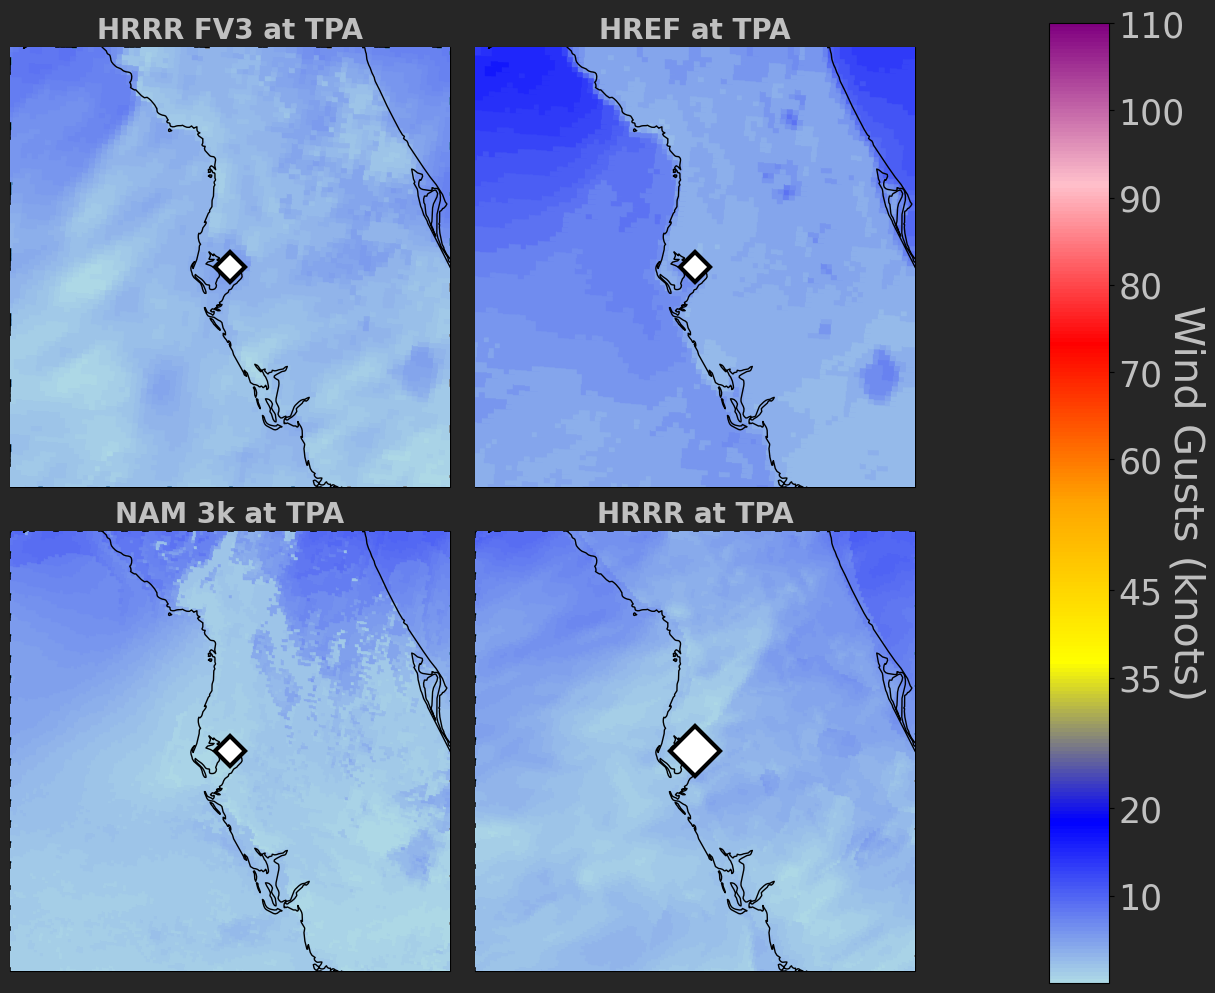 HRRR FV3 at TPA
HREF at TPA
NAM 3k at TPA
HRRR at TPA
110
100
90
80
70
60
45
35
20
10
Wind Gusts (knots)